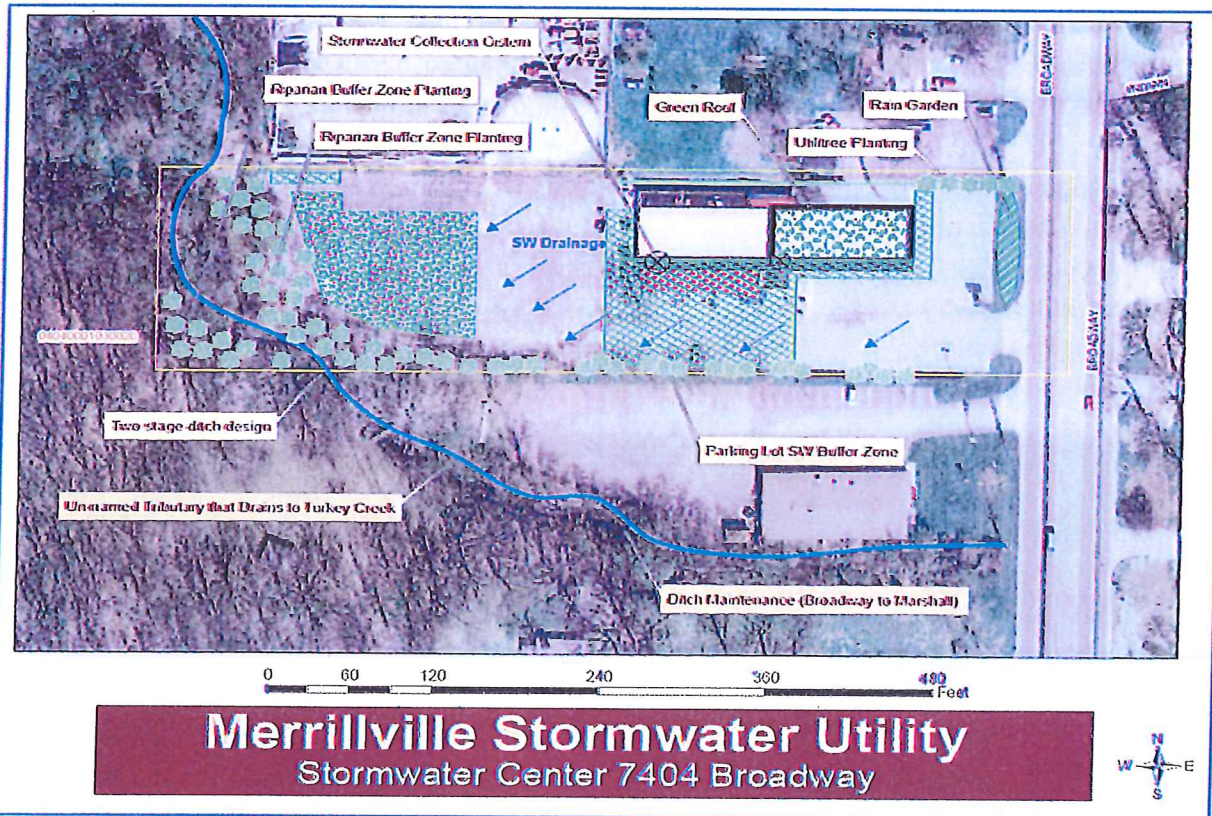 Stormwater Collection Cistern
Riparian Buffer Zone Planting
Riparian Buffer Zone Planting
Green Roof
Rain Garden
Utilitree Planting
BROADWAY
SW Drainage
BROADWAY
Two stage ditch design
Parking Lot SW Buffer Zone
Unnamed Tributary that Drains to Turkey Creek
Ditch Maintenance (Broadway to Marshall)
0 60 120 240 360 480
Feet
Merrillville Stormwater Utility
Stormwater Center 7404 Broadway
N
W E
S